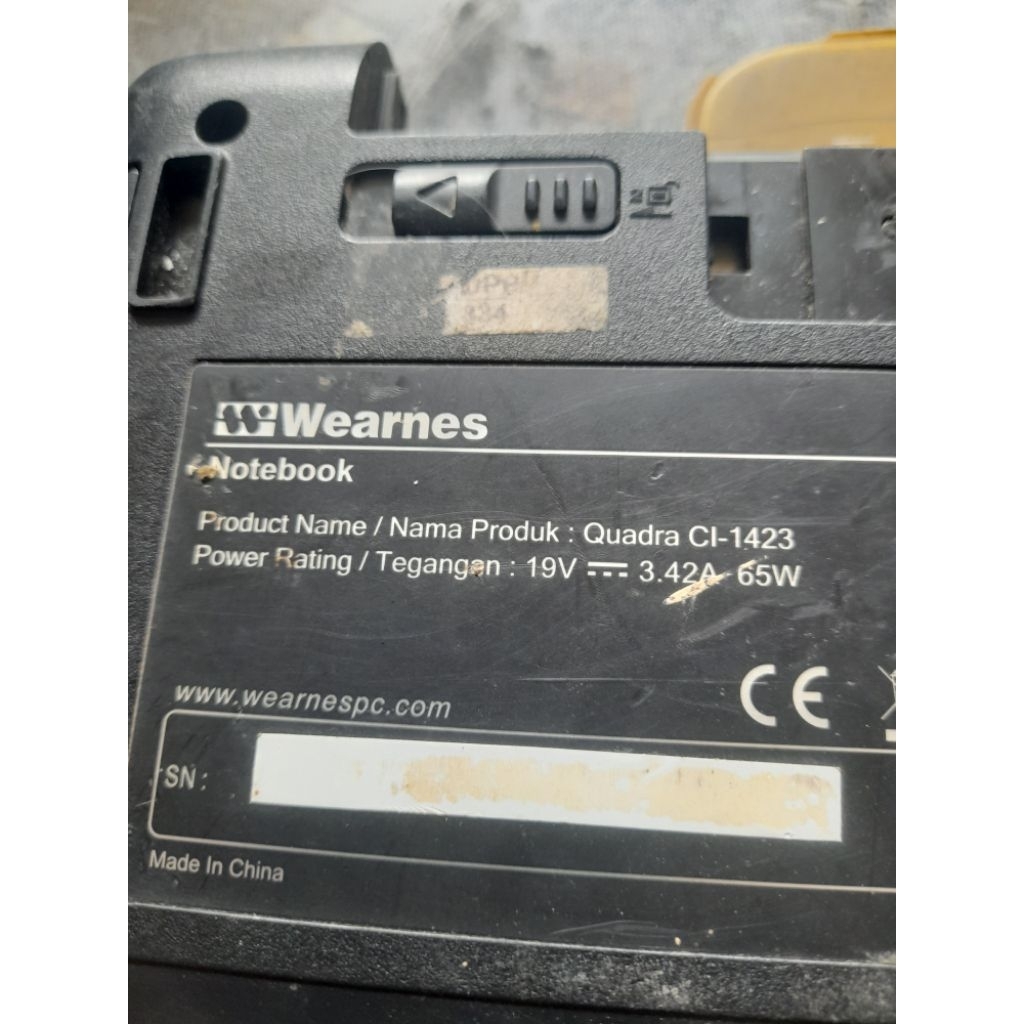 334
Wearnes
Notebook
Product Name / Nama Produk : Quadra CI-1423
Power Rating / Tegangan : 19V ⎓ 3.42A 65W
www.wearnespc.com
CE
SN :
Made In China